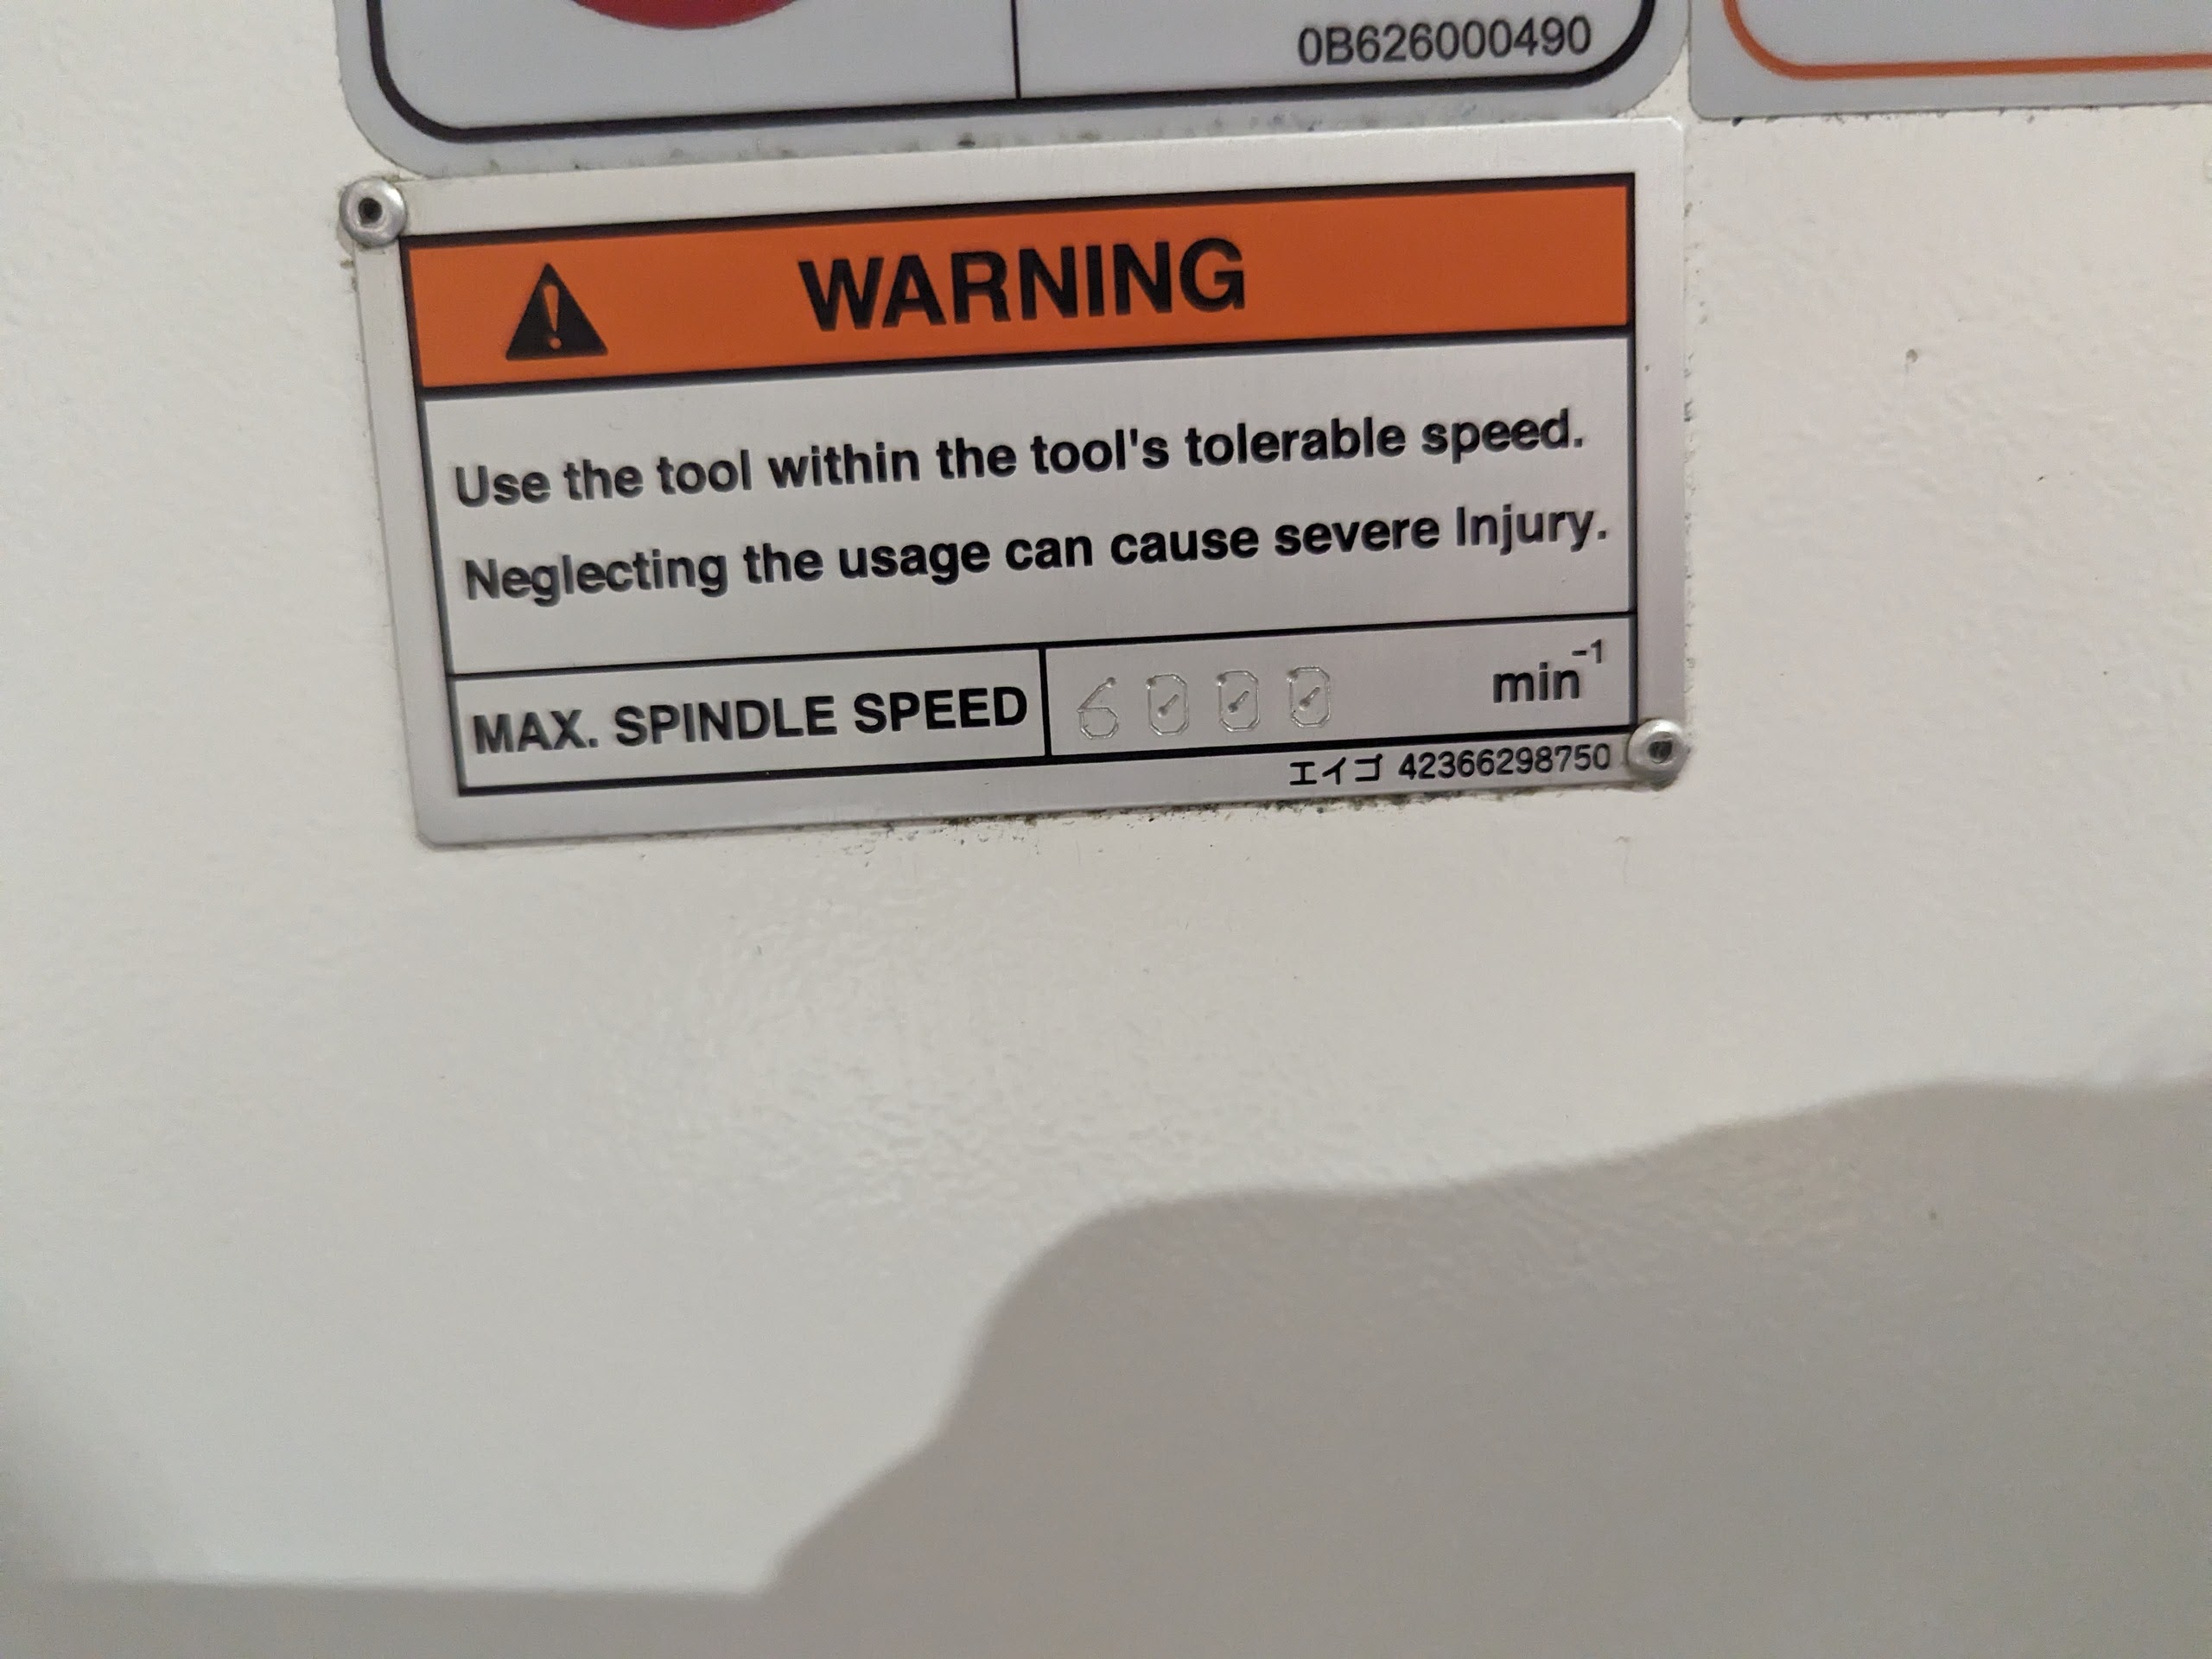 0B626000490
WARNING
Use the tool within the tool's tolerable speed.
Neglecting the usage can cause severe Injury.
MAX. SPINDLE SPEED 6000 min⁻¹
エイゴ 42366298750